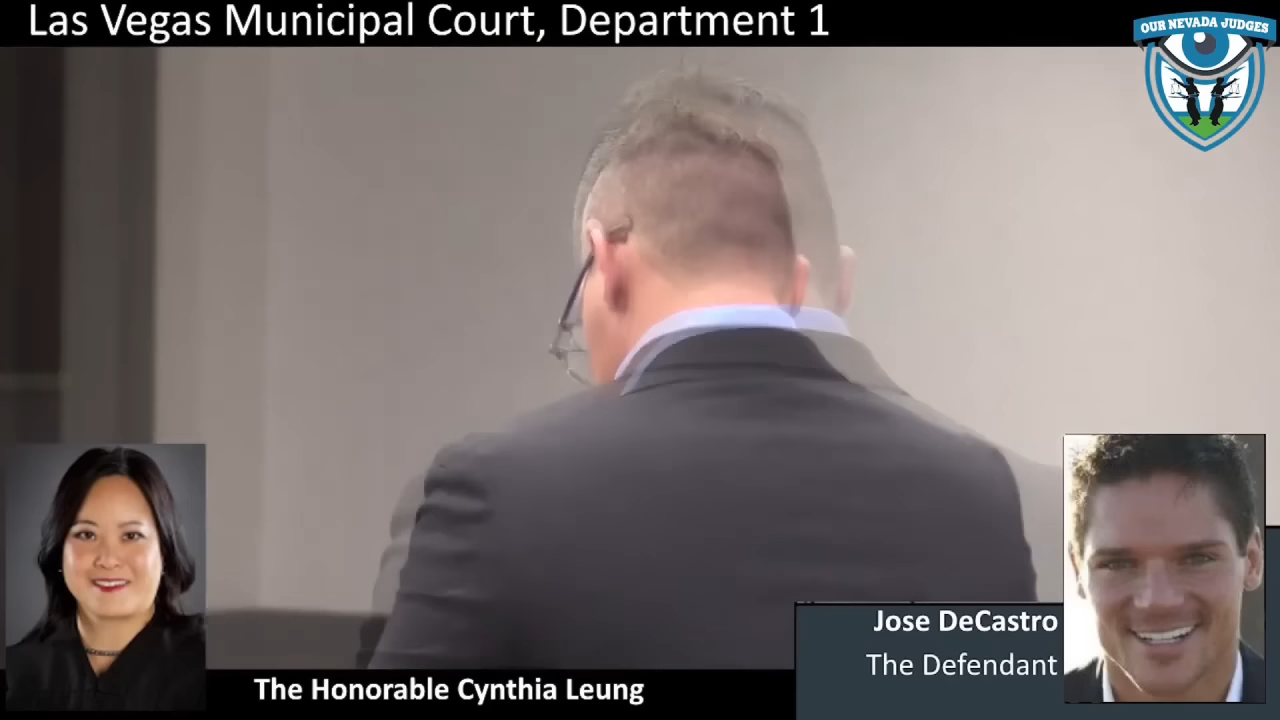 Las Vegas Municipal Court, Department 1
OUR NEVADA JUDGES
Jose DeCastro
The Defendant
The Honorable Cynthia Leung